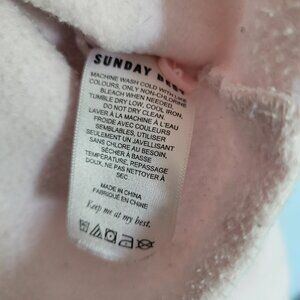 SUNDAY
MACHINE WASH COLD WITH LIKE
COLOURS, ONLY NON-CHLORINE
BLEACH WHEN NEEDED,
TUMBLE DRY LOW, COOL IRON,
DO NOT DRY CLEAN.
LAVER À LA MACHINE À L'EAU
FROIDE AVEC COULEURS
SEMBLABLES, UTILISER
SEULEMENT UN JAVELLISANT
SANS CHLORE AU BESOIN,
SÉCHER À BASSE
TEMPÉRATURE, REPASSAGE
DOUX, NE PAS NETTOYER À
SEC.
MADE IN CHINA
FABRIQUÉ EN CHINE
Keep me at my best.